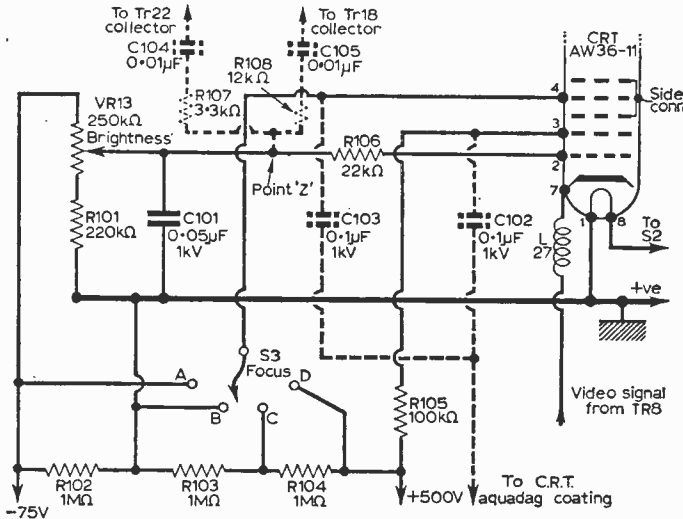 To Tr22
collector
To Tr18
collector
C104
0·01µF
C105
0·01µF
R108
12kΩ
R107
3·3kΩ
CRT
AW36-11
4
Side
conn
VR13
250kΩ
Brightness
3
R106
22kΩ
2
Point 'Z'
7
R101
220kΩ
C101
0·05µF
1kV
C103
0·1µF
1kV
C102
0·1µF
1kV
1
8
To
S2
L
27
+ve
S3
Focus
A
B
C
D
R105
100kΩ
Video signal
from TR8
R102
1MΩ
R103
1MΩ
R104
1MΩ
-75V
+500V
To C.R.T.
aquadag coating